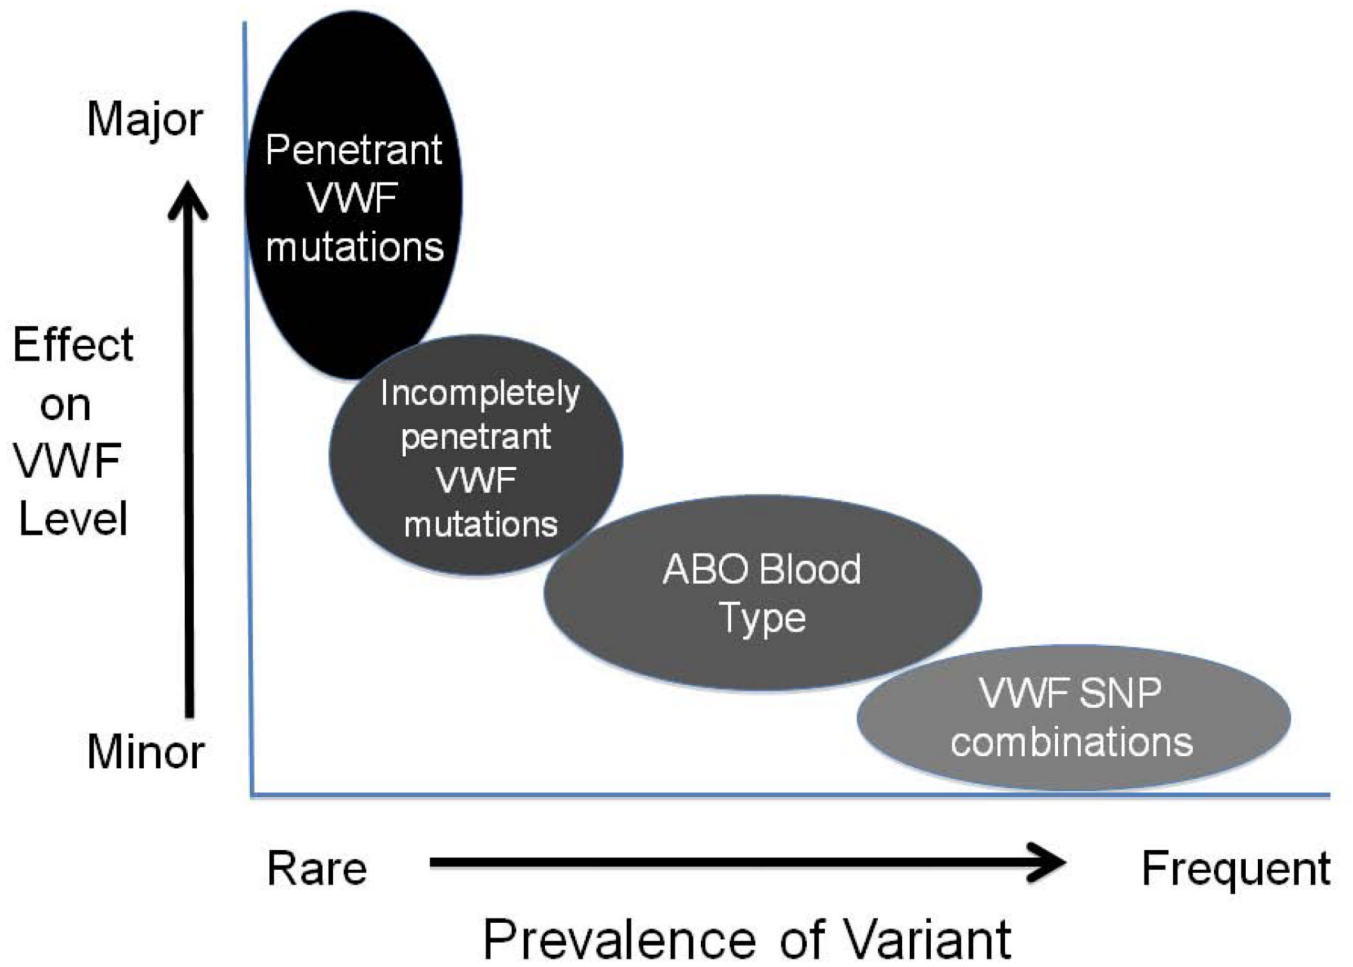 Major
Effect
on
VWF
Level
Minor
Penetrant
VWF
mutations
Incompletely
penetrant
VWF
mutations
ABO Blood
Type
VWF SNP
combinations
Rare
Frequent
Prevalence of Variant